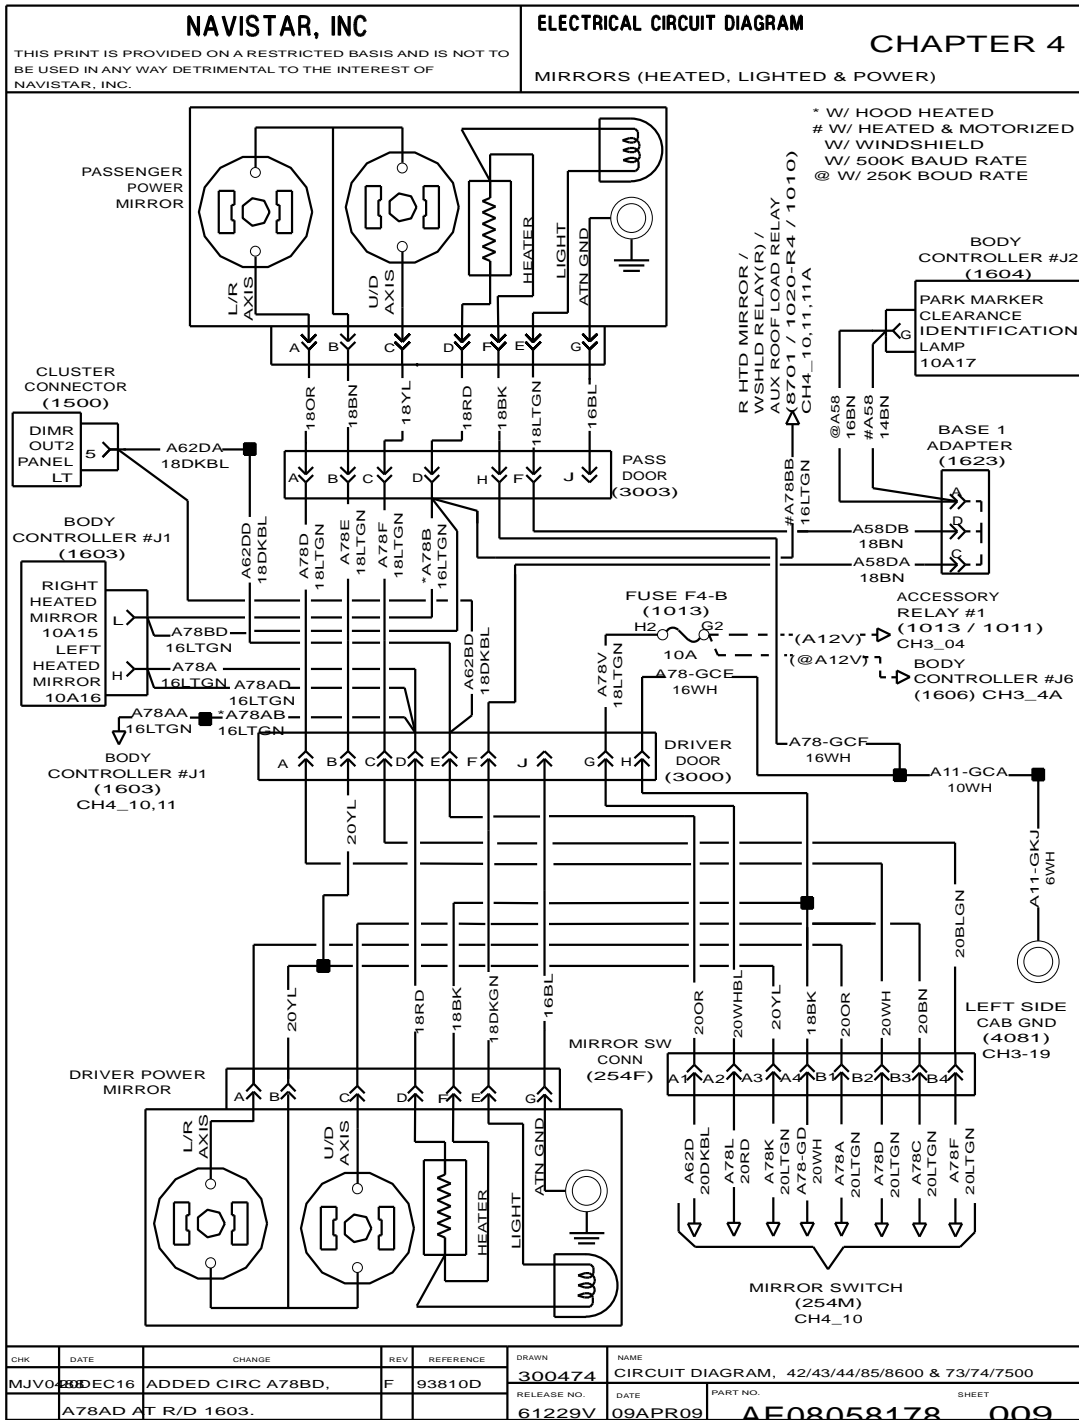 NAVISTAR, INC
THIS PRINT IS PROVIDED ON A RESTRICTED BASIS AND IS NOT TO
BE USED IN ANY WAY DETRIMENTAL TO THE INTEREST OF
NAVISTAR, INC.
ELECTRICAL CIRCUIT DIAGRAM
CHAPTER 4
MIRRORS (HEATED, LIGHTED & POWER)
* W/ HOOD HEATED
# W/ HEATED & MOTORIZED
W/ WINDSHIELD
W/ 500K BAUD RATE
@ W/ 250K BOUD RATE
PASSENGER
POWER
MIRROR
L/R
AXIS
U/D
AXIS
HEATER
LIGHT
ATN GND
A B C D F E G
18OR
18BN
18YL
18RD
18BK
18LTGN
16BL
R HTD MIRROR /
WSHLD RELAY(R) /
AUX ROOF LOAD RELAY
(8701 / 1020-R4 / 1010)
CH4_10,11,11A
BODY
CONTROLLER #J2
(1604)
PARK MARKER
CLEARANCE
IDENTIFICATION
LAMP
10A17
G
@A58
16BN
#A58
14BN
BASE 1
ADAPTER
(1623)
A
D
C
CLUSTER
CONNECTOR
(1500)
DIMR
OUT2
PANEL
LT
5
A62DA
18DKBL
PASS
DOOR
(3003)
A B C D H F J
#A78BB
16LTGN
A58DB
18BN
A58DA
18BN
BODY
CONTROLLER #J1
(1603)
RIGHT
HEATED
MIRROR
10A15
LEFT
HEATED
MIRROR
10A16
L
H
A62DD
18DKBL
A78D
18LTGN
A78E
18LTGN
A78F
18LTGN
*A78B
16LTGN
A78BD
16LTGN
A78A
16LTGN
A78AD
16LTGN
A78AA
16LTGN
*A78AB
16LTGN
A62BD
18DKBL
FUSE F4-B
(1013)
H2
G2
10A
A78V
18LTGN
(A12V)
(@A12V)
ACCESSORY
RELAY #1
(1013 / 1011)
CH3_04
BODY
CONTROLLER #J6
(1606) CH3_4A
A78-GCE
16WH
A78-GCF
16WH
A11-GCA
10WH
A11-GKJ
6WH
BODY
CONTROLLER #J1
(1603)
CH4_10,11
DRIVER
DOOR
(3000)
A B C D E F J G H
20YL
20YL
18RD
18BK
18DKGN
16BL
20OR
20WHBL
20YL
18BK
20OR
20WH
20BN
20BLGN
LEFT SIDE
CAB GND
(4081)
CH3-19
MIRROR SW
CONN
(254F)
A1 A2 A3 A4 B1 B2 B3 B4
DRIVER POWER
MIRROR
A B C D F E G
L/R
AXIS
U/D
AXIS
HEATER
LIGHT
ATN GND
A62D
20DKBL
A78L
20RD
A78K
20LTGN
A78-GD
20WH
A78A
20LTGN
A78D
20LTGN
A78C
20LTGN
A78F
20LTGN
MIRROR SWITCH
(254M)
CH4_10
CHK DATE CHANGE REV REFERENCE
20DEC16 ADDED CIRC A78BD, F 93810D
A78AD AT R/D 1603.
DRAWN
300474
NAME
CIRCUIT DIAGRAM, 42/43/44/85/8600 & 73/74/7500
RELEASE NO.
61229V
DATE
09APR09
PART NO.
AE08058178
SHEET
009